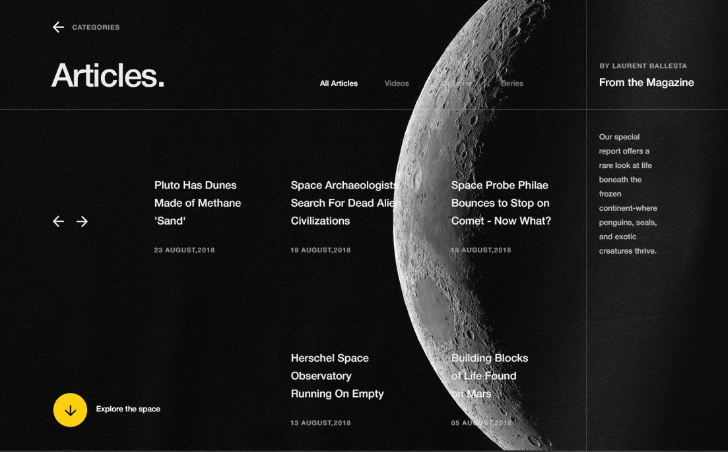 CATEGORIES
Articles.
All Articles
Videos
Series
BY LAURENT BALLESTA
From the Magazine
Our special
report offers a
rare look at life
beneath the
frozen
continent-where
penguins, seals,
and exotic
creatures thrive.
Pluto Has Dunes
Made of Methane
'Sand'
23 AUGUST,2018
Space Archaeologists
Search For Dead Alien
Civilizations
19 AUGUST,2018
Space Probe Philae
Bounces to Stop on
Comet - Now What?
18 AUGUST,2018
Herschel Space
Observatory
Running On Empty
13 AUGUST,2018
Building Blocks
of Life Found
on Mars
05 AUGUST,2018
Explore the space